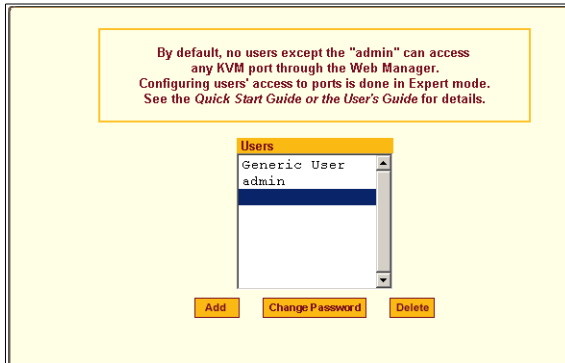 By default, no users except the "admin" can access
any KVM port through the Web Manager.
Configuring users' access to ports is done in Expert mode.
See the Quick Start Guide or the User's Guide for details.
Users
Generic User
admin
Add
Change Password
Delete